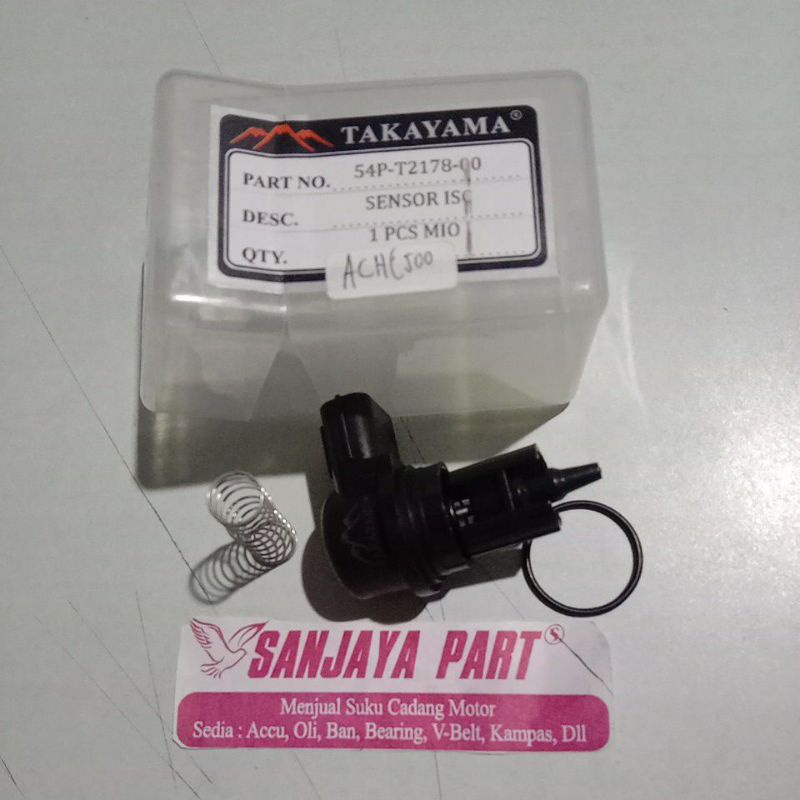 TAKAYAMA®
PART NO. 54P-T2178-00
DESC. SENSOR ISC
QTY. 1 PCS MIO J
SANJAYA PART
Menjual Suku Cadang Motor
Sedia : Accu, Oli, Ban, Bearing, V-Belt, Kampas, Dll